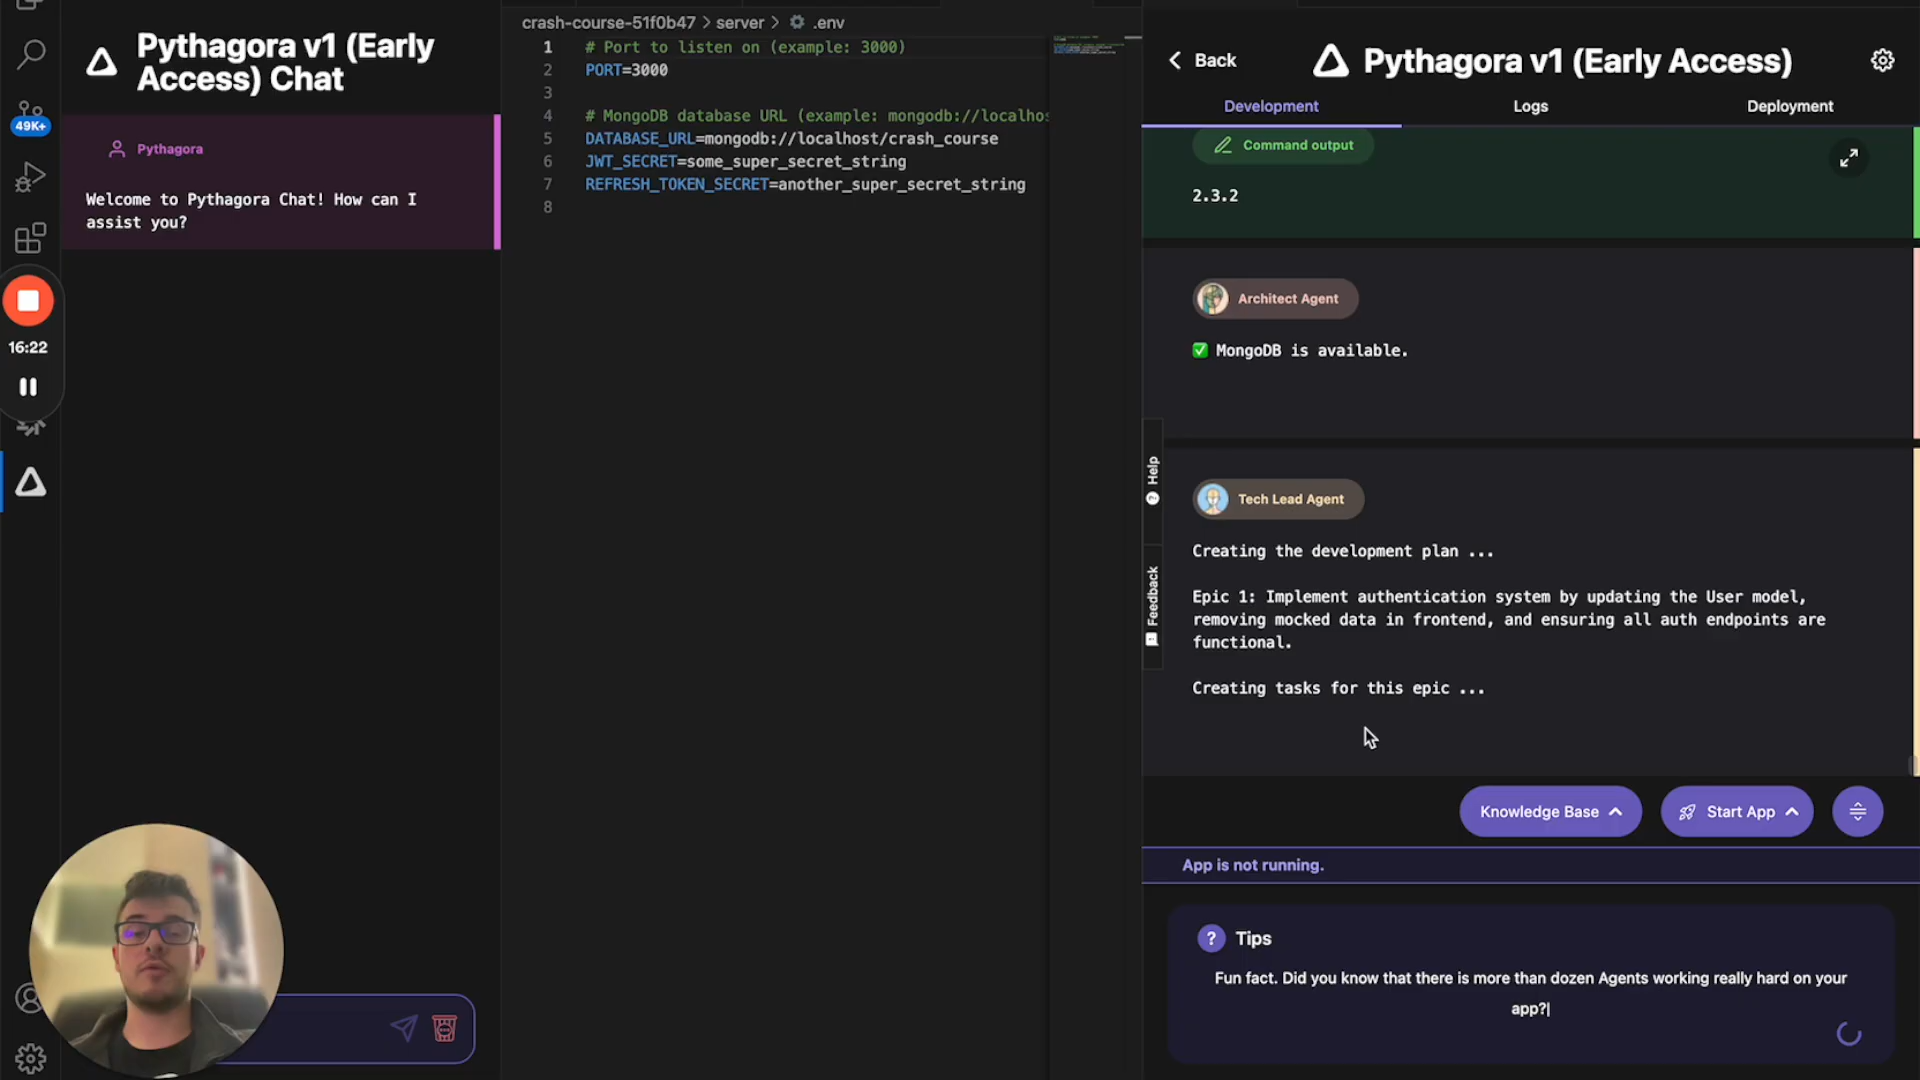 Pythagora v1 (Early
Access) Chat
49K+
Pythagora
Welcome to Pythagora Chat! How can I
assist you?
16:22
crash-course-51f0b47 > server > .env
1 # Port to listen on (example: 3000)
2 PORT=3000
3
4 # MongoDB database URL (example: mongodb://localhos
5 DATABASE_URL=mongodb://localhost/crash_course
6 JWT_SECRET=some_super_secret_string
7 REFRESH_TOKEN_SECRET=another_super_secret_string
8
Back
Pythagora v1 (Early Access)
Development
Logs
Deployment
Command output
2.3.2
Architect Agent
MongoDB is available.
Help
Feedback
Tech Lead Agent
Creating the development plan ...
Epic 1: Implement authentication system by updating the User model,
removing mocked data in frontend, and ensuring all auth endpoints are
functional.
Creating tasks for this epic ...
Knowledge Base
Start App
App is not running.
? Tips
Fun fact. Did you know that there is more than dozen Agents working really hard on your
app?|